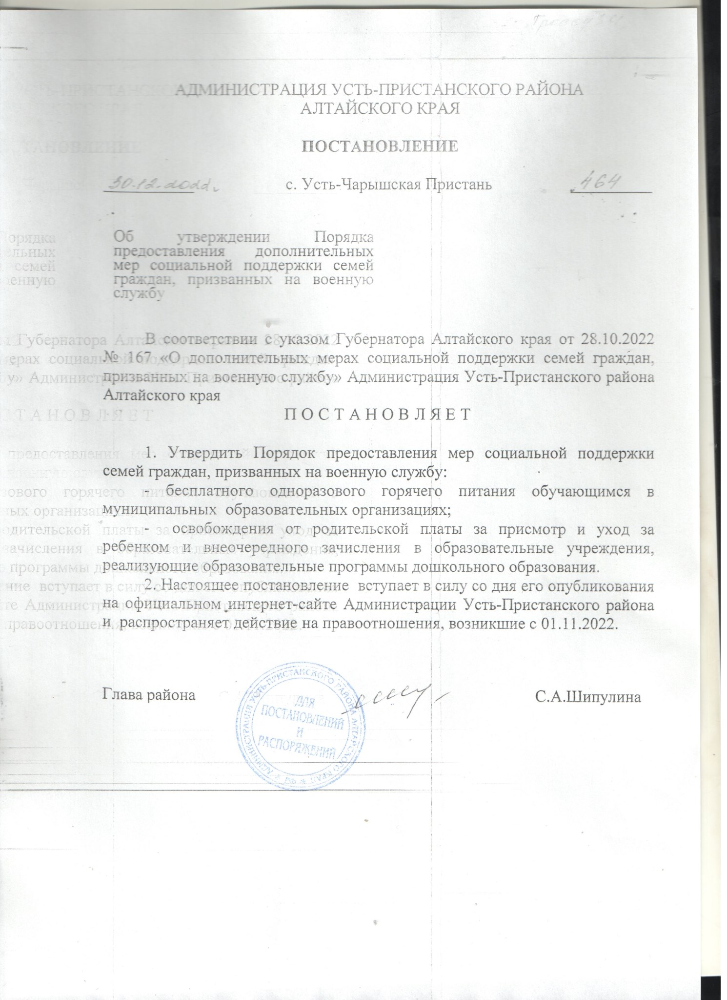 АДМИНИСТРАЦИЯ УСТЬ-ПРИСТАНСКОГО РАЙОНА
АЛТАЙСКОГО КРАЯ
ПОСТАНОВЛЕНИЕ
30.12.2022 с. Усть-Чарышская Пристань 464
Об утверждении Порядка
предоставления дополнительных
мер социальной поддержки семей
граждан, призванных на военную
службу
В соответствии с указом Губернатора Алтайского края от 28.10.2022
№ 167 «О дополнительных мерах социальной поддержки семей граждан,
призванных на военную службу» Администрация Усть-Пристанского района
Алтайского края
П О С Т А Н О В Л Я Е Т
1. Утвердить Порядок предоставления мер социальной поддержки
семей граждан, призванных на военную службу:
- бесплатного одноразового горячего питания обучающимся в
муниципальных образовательных организациях;
- освобождения от родительской платы за присмотр и уход за
ребенком и внеочередного зачисления в образовательные учреждения,
реализующие образовательные программы дошкольного образования.
2. Настоящее постановление вступает в силу со дня его опубликования
на официальном интернет-сайте Администрации Усть-Пристанского района
и распространяет действие на правоотношения, возникшие с 01.11.2022.
Глава района С.А.Шипулина
АДМИНИСТРАЦИЯ УСТЬ-ПРИСТАНСКОГО РАЙОНА АЛТАЙСКОГО КРАЯ * РФ *
ДЛЯ
ПОСТАНОВЛЕНИЙ
И
РАСПОРЯЖЕНИЙ